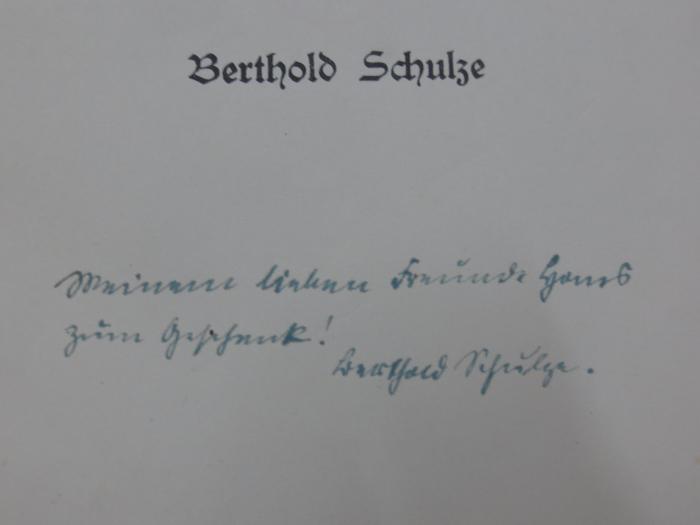 Berthold Schulze
Meinem lieben Freunde Hans
zum Geschenk!
Berthold Schulze.